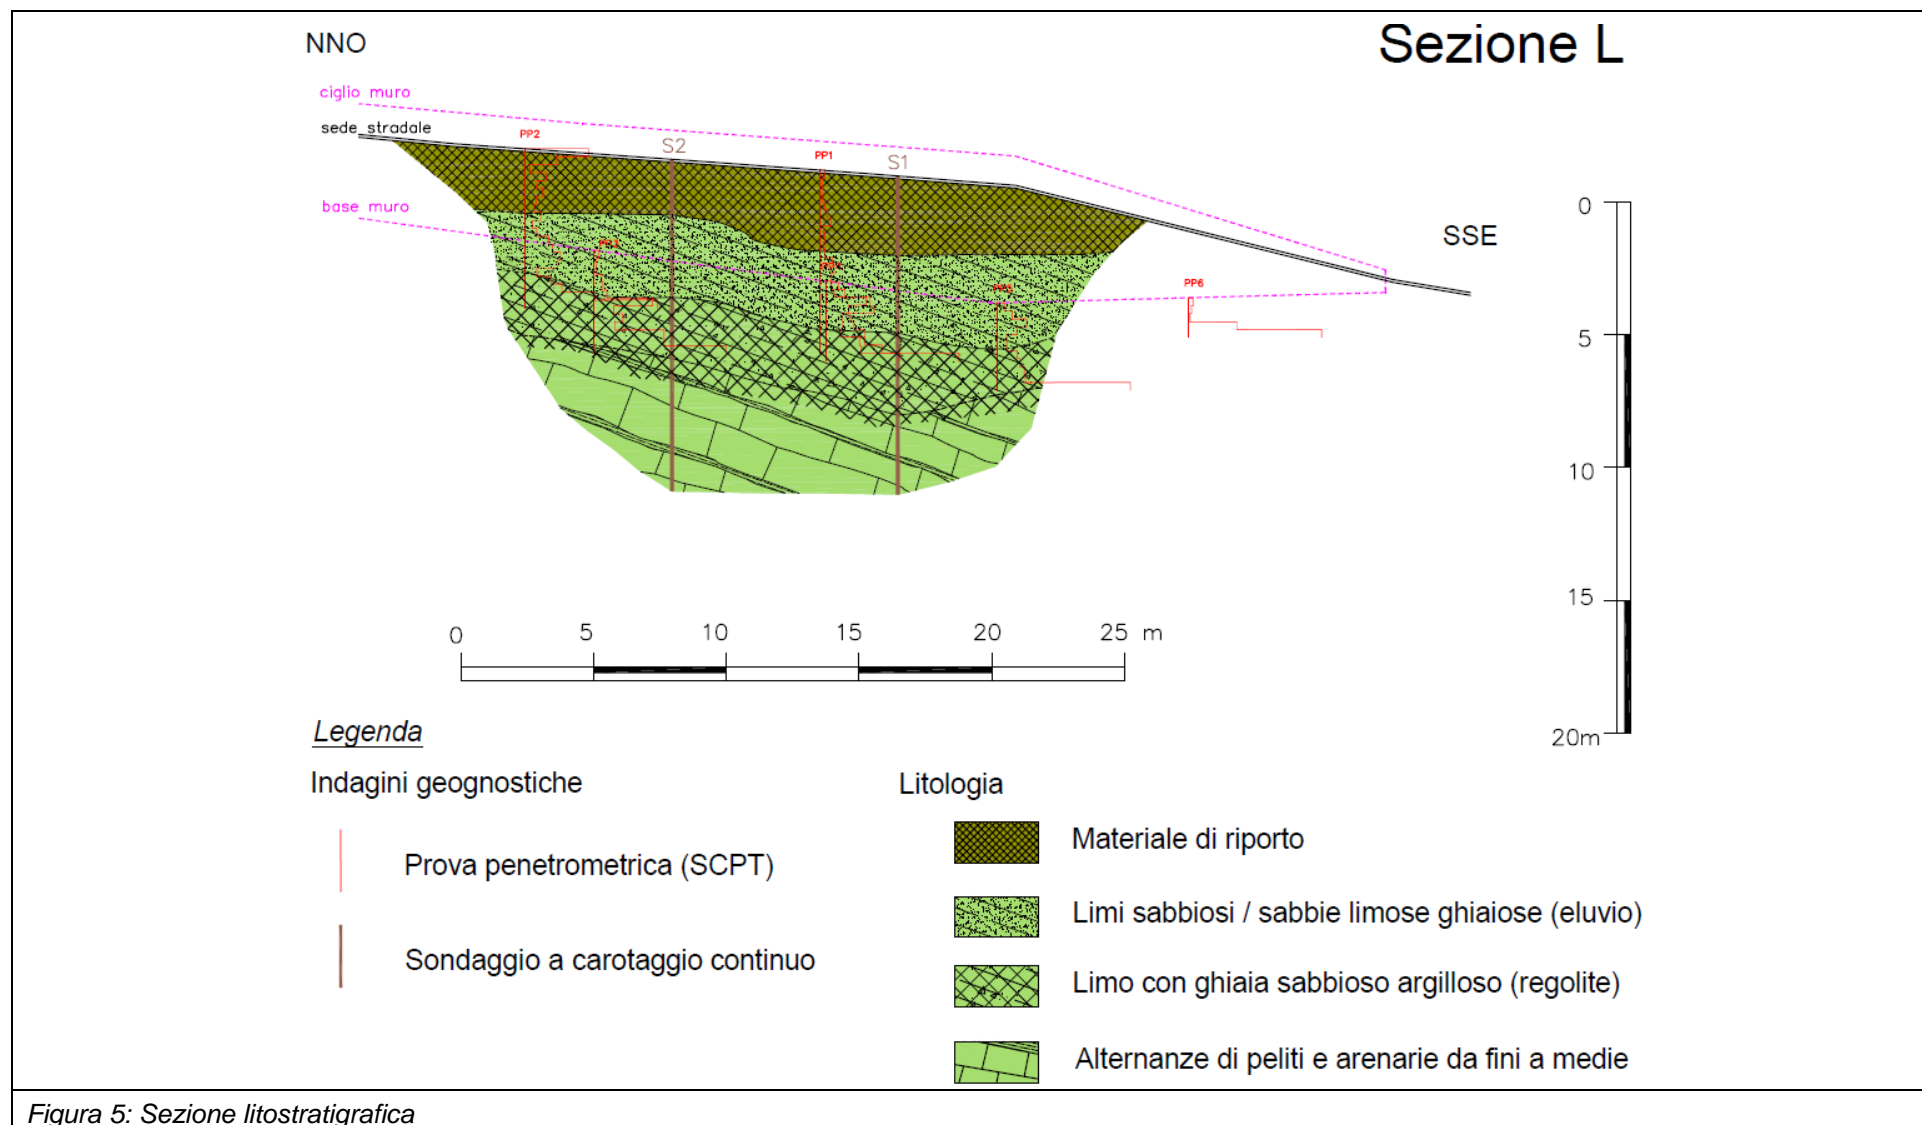 NNO
Sezione L
ciglio muro
sede stradale
PP2
S2
PP1
S1
base muro
0
SSE
PP6
5
10
15
20m
0 5 10 15 20 25 m
Legenda
Indagini geognostiche
Litologia
Prova penetrometrica (SCPT)
Sondaggio a carotaggio continuo
Materiale di riporto
Limi sabbiosi / sabbie limose ghiaiose (eluvio)
Limo con ghiaia sabbioso argilloso (regolite)
Alternanze di peliti e arenarie da fini a medie
Figura 5: Sezione litostratigrafica